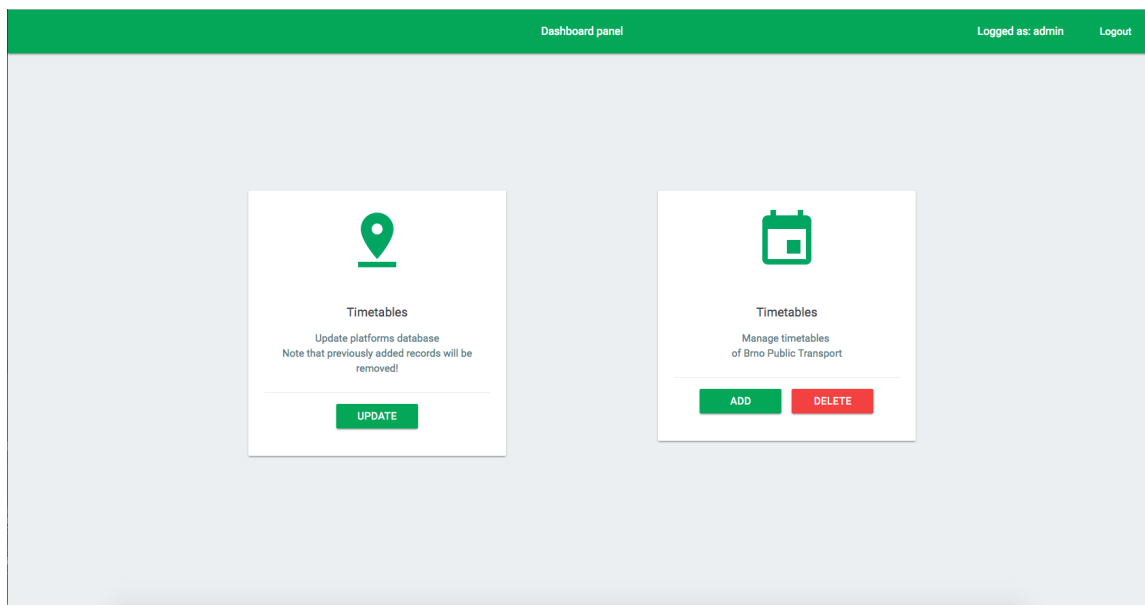 Dashboard panel
Logged as: admin
Logout
Timetables
Update platforms database
Note that previously added records will be
removed!
UPDATE
Timetables
Manage timetables
of Brno Public Transport
ADD
DELETE